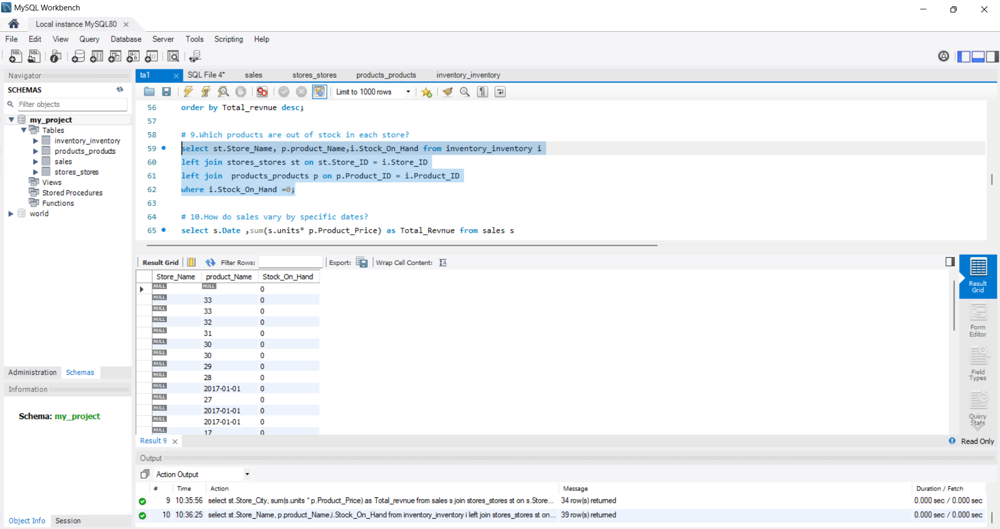 MySQL Workbench
Local instance MySQL80
File Edit View Query Database Server Tools Scripting Help
Navigator
SCHEMAS
Filter objects
my_project
Tables
inventory_inventory
products_products
sales
stores_stores
Views
Stored Procedures
Functions
world
Administration Schemas
Information
Schema: my_project
Object Info Session
ta1 SQL File 4* sales stores_stores products_products inventory_inventory
Limit to 1000 rows
56 order by Total_revnue desc;
57
58 # 9.Which products are out of stock in each store?
59 select st.Store_Name, p.product_Name,i.Stock_On_Hand from inventory_inventory i
60 left join stores_stores st on st.Store_ID = i.Store_ID
61 left join  products_products p on p.Product_ID = i.Product_ID
62 where i.Stock_On_Hand =0;
63
64 # 10.How do sales vary by specific dates?
65 select s.Date ,sum(s.units* p.Product_Price) as Total_Revnue from sales s
Result Grid Filter Rows: Export: Wrap Cell Content:
Store_Name product_Name Stock_On_Hand
NULL NULL 0
NULL 33 0
NULL 33 0
NULL 32 0
NULL 31 0
NULL 30 0
NULL 30 0
NULL 29 0
NULL 28 0
NULL 2017-01-01 0
NULL 27 0
NULL 2017-01-01 0
NULL 2017-01-01 0
NULL 17 0
Result Grid
Form Editor
Field Types
Query Stats
Result 9
Read Only
Output
Action Output
# Time Action Message Duration / Fetch
9 10:35:56 select st.Store_City, sum(s.units * p.Product_Price) as Total_revnue from sales s join stores_stores st on s.Store... 34 row(s) returned 0.000 sec / 0.000 sec
10 10:36:25 select st.Store_Name, p.product_Name,i.Stock_On_Hand from inventory_inventory i left join stores_stores st on... 39 row(s) returned 0.000 sec / 0.000 sec